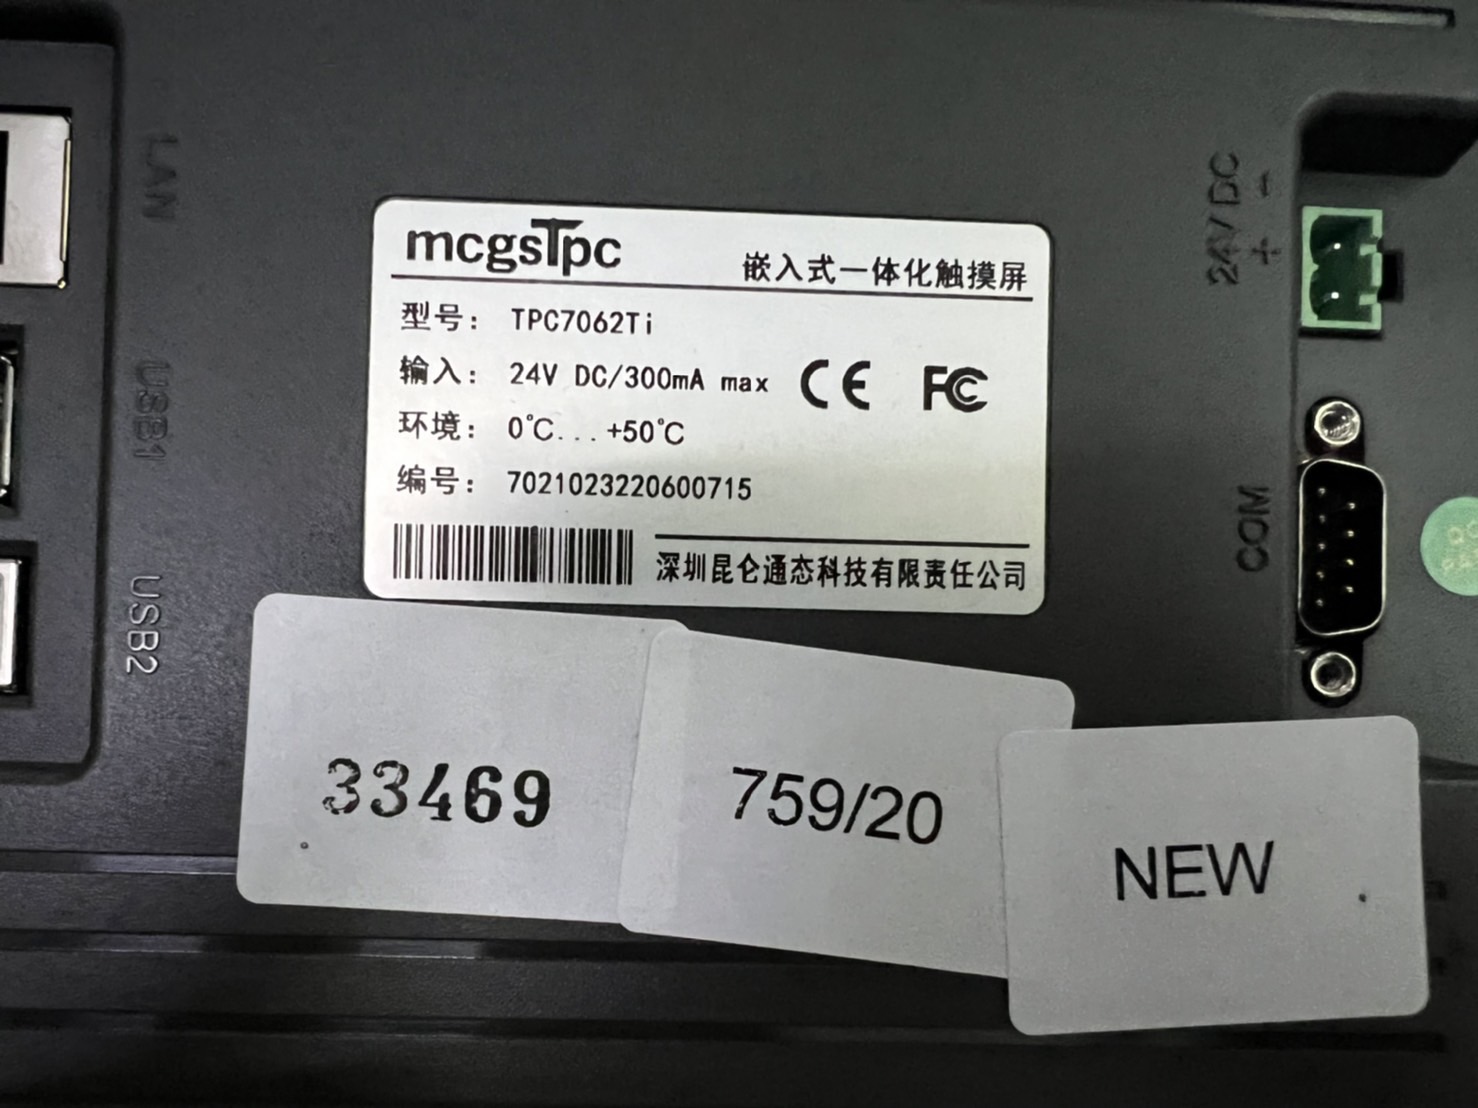 mcgsTpc
嵌入式一体化触摸屏
型号： TPC7062Ti
输入： 24V DC/300mA max
CE FC
环境： 0℃...+50℃
编号： 7021023220600715
深圳昆仑通态科技有限责任公司
LAN
USB1
USB2
24V DC
- +
COM
33469
759/20
NEW